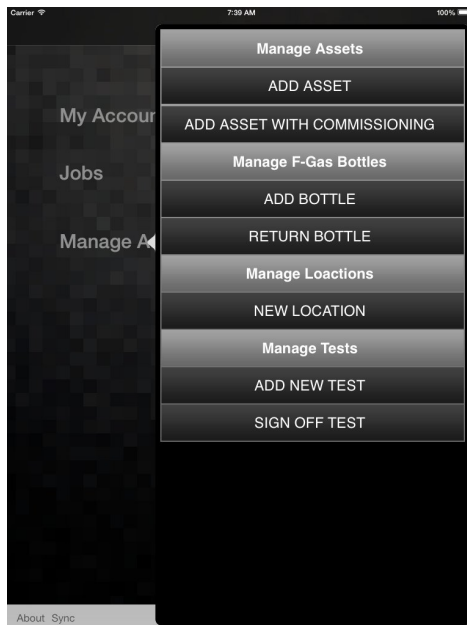 Carrier 7:39 AM 100%
Manage Assets
ADD ASSET
ADD ASSET WITH COMMISSIONING
Manage F-Gas Bottles
ADD BOTTLE
RETURN BOTTLE
Manage Loactions
NEW LOCATION
Manage Tests
ADD NEW TEST
SIGN OFF TEST
My Accour
Jobs
Manage A
About Sync